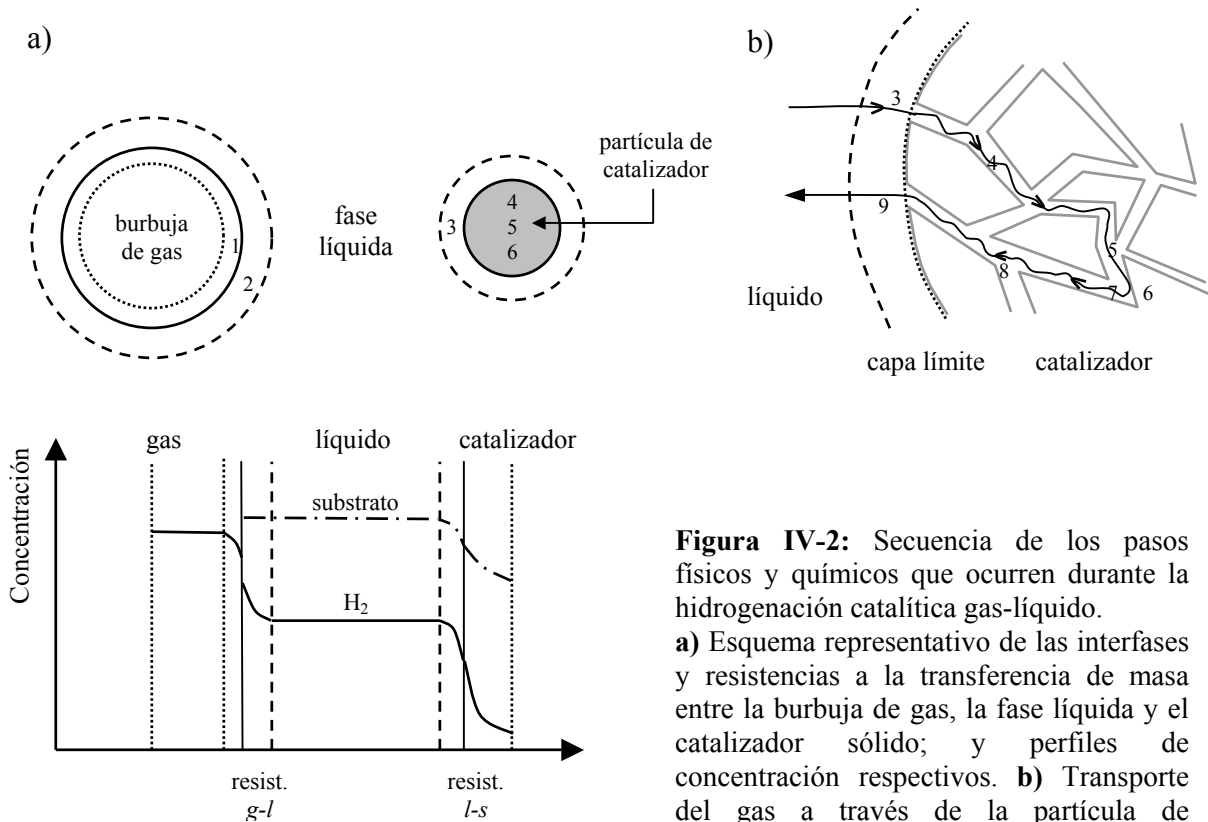 a)
burbuja
de gas
1
2
fase
líquida
3
4
5
6
partícula de
catalizador
b)
3
4
5
6
7
8
9
líquido
capa límite
catalizador
Concentración
gas
líquido
catalizador
substrato
H₂
resist.
g-l
resist.
l-s
Figura IV-2: Secuencia de los pasos
físicos y químicos que ocurren durante la
hidrogenación catalítica gas-líquido.
a) Esquema representativo de las interfases
y resistencias a la transferencia de masa
entre la burbuja de gas, la fase líquida y el
catalizador sólido; y perfiles de
concentración respectivos. b) Transporte
del gas a través de la partícula de